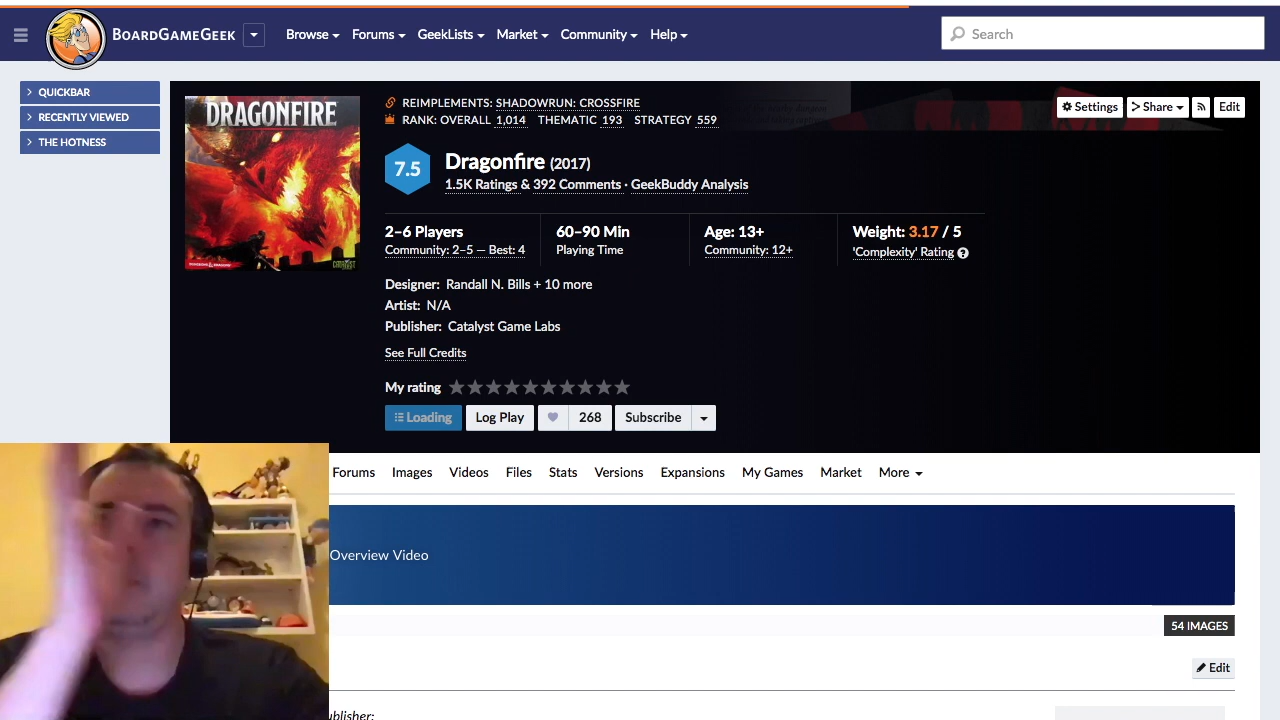 BOARDGAMEGEEK
Browse Forums GeekLists Market Community Help
Search
QUICKBAR
RECENTLY VIEWED
THE HOTNESS
DRAGONFIRE
REIMPLEMENTS: SHADOWRUN: CROSSFIRE
RANK: OVERALL 1,014 THEMATIC 193 STRATEGY 559
Settings Share Edit
7.5
Dragonfire (2017)
1.5K Ratings & 392 Comments · GeekBuddy Analysis
2–6 Players
Community: 2–5 — Best: 4
60–90 Min
Playing Time
Age: 13+
Community: 12+
Weight: 3.17 / 5
'Complexity' Rating
Designer: Randall N. Bills + 10 more
Artist: N/A
Publisher: Catalyst Game Labs
See Full Credits
My rating
Loading Log Play 268 Subscribe
Forums Images Videos Files Stats Versions Expansions My Games Market More
Overview Video
54 IMAGES
Edit
ublisher: